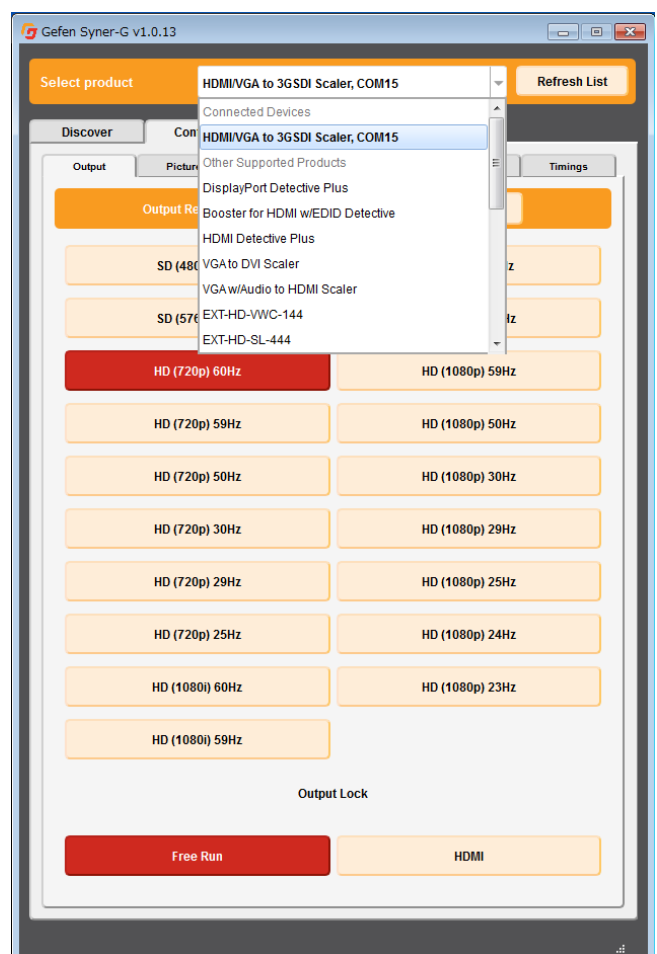 Gefen Syner-G v1.0.13
Select product
HDMI/VGA to 3GSDI Scaler, COM15
Refresh List
Connected Devices
HDMI/VGA to 3GSDI Scaler, COM15
Other Supported Products
DisplayPort Detective Plus
Booster for HDMI w/EDID Detective
HDMI Detective Plus
VGA to DVI Scaler
VGA w/Audio to HDMI Scaler
EXT-HD-VWC-144
EXT-HD-SL-444
Discover
Output
Timings
Output
SD
SD
HD (720p) 60Hz
HD (1080p) 59Hz
HD (720p) 59Hz
HD (1080p) 50Hz
HD (720p) 50Hz
HD (1080p) 30Hz
HD (720p) 30Hz
HD (1080p) 29Hz
HD (720p) 29Hz
HD (1080p) 25Hz
HD (720p) 25Hz
HD (1080p) 24Hz
HD (1080i) 60Hz
HD (1080p) 23Hz
HD (1080i) 59Hz
Output Lock
Free Run
HDMI